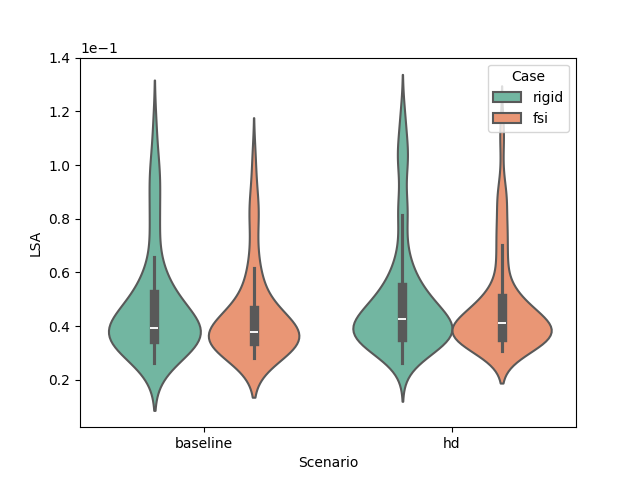 1e−1
1.4
1.2
1.0
0.8
0.6
0.4
0.2
LSA
Case
rigid
fsi
baseline
hd
Scenario